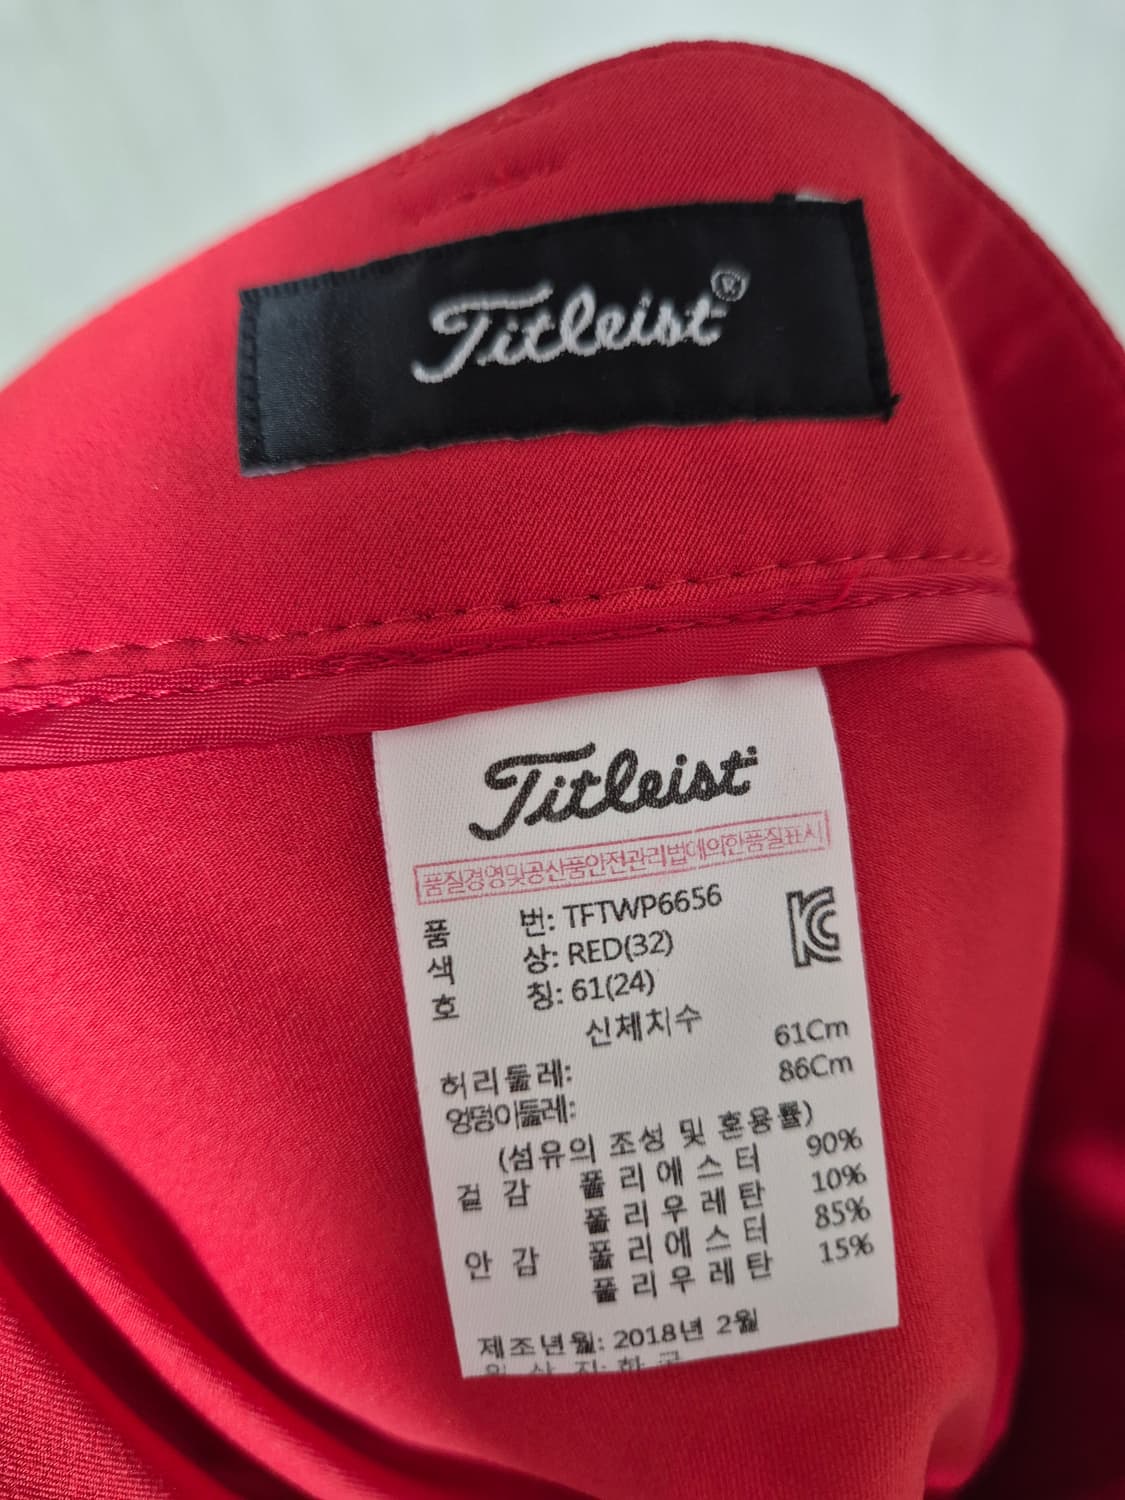 Titleist®
Titleist
품질경영및공산품안전관리법에의한품질표시
품 번: TFTWP6656
색 상: RED(32)
호 칭: 61(24)
신체치수
허리둘레: 61Cm
엉덩이둘레: 86Cm
(섬유의 조성 및 혼용률)
겉 감 폴리에스터 90%
폴리우레탄 10%
안 감 폴리에스터 85%
폴리우레탄 15%
제조년월: 2018년 2월